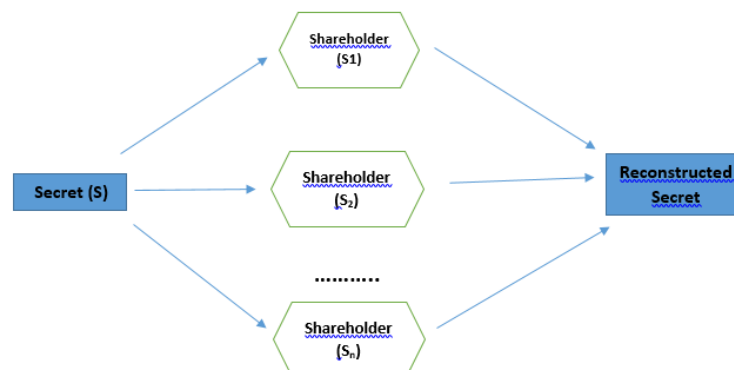 Shareholder
(S1)
Secret (S)
Shareholder
(S₂)
Reconstructed
Secret
………..
Shareholder
(Sₙ)